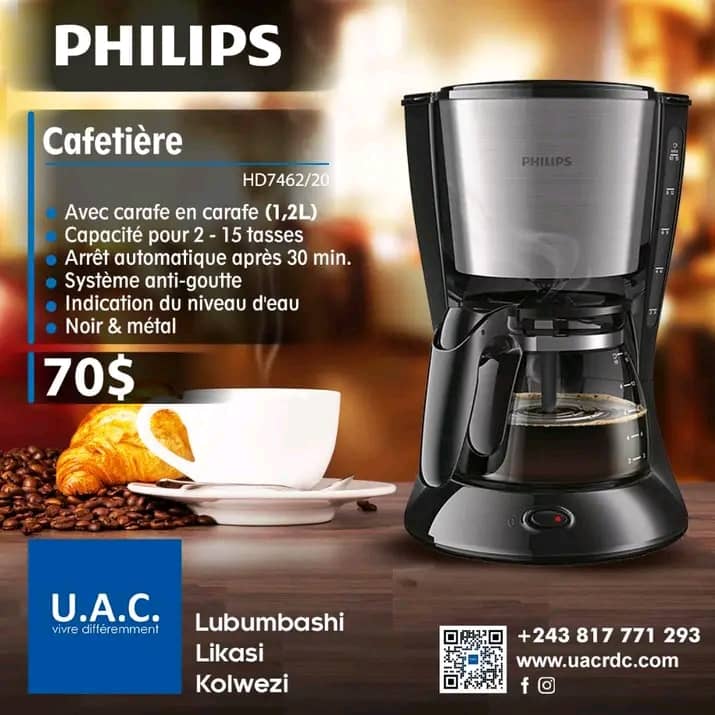 PHILIPS
Cafetière
HD7462/20
Avec carafe en carafe (1,2L)
Capacité pour 2 - 15 tasses
Arrêt automatique après 30 min.
Système anti-goutte
Indication du niveau d'eau
Noir & métal
70$
PHILIPS
U.A.C.
vivre différemment
Lubumbashi
Likasi
Kolwezi
+243 817 771 293
www.uacrdc.com